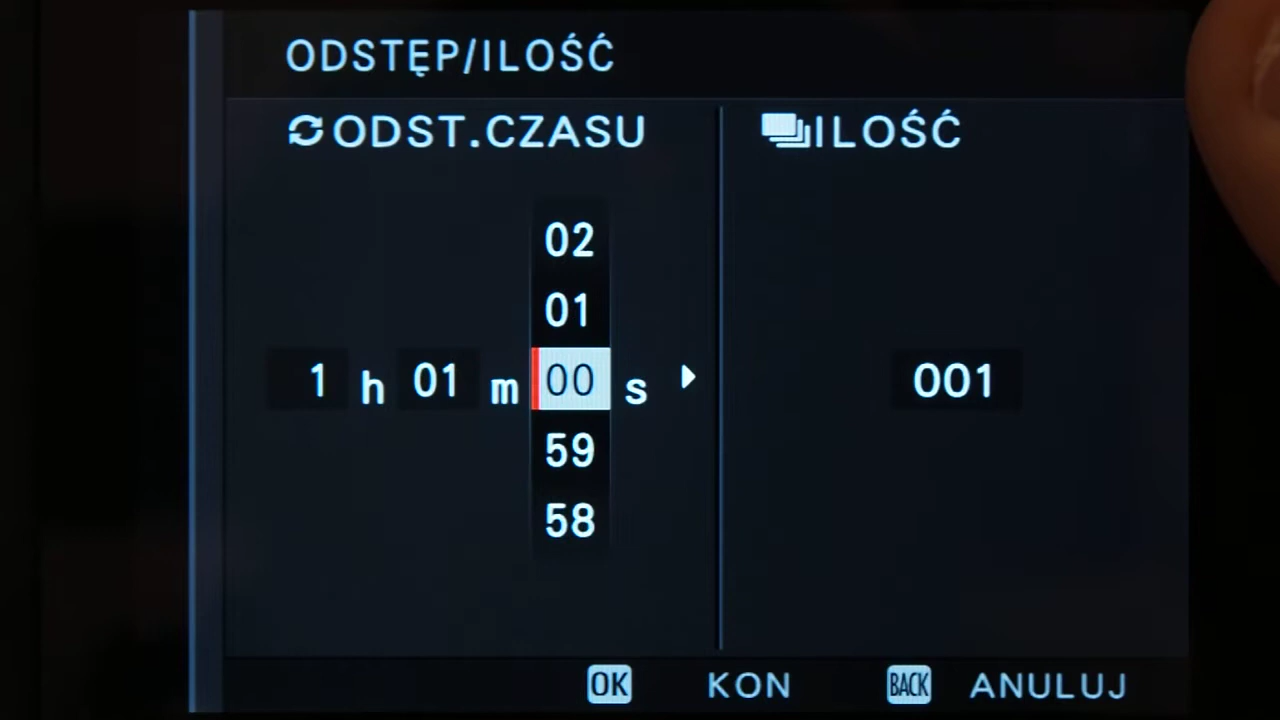 ODSTĘP/ILOŚĆ
ODST.CZASU
ILOŚĆ
02
01
1 h 01 m 00 s
001
59
58
OK KON BACK ANULUJ